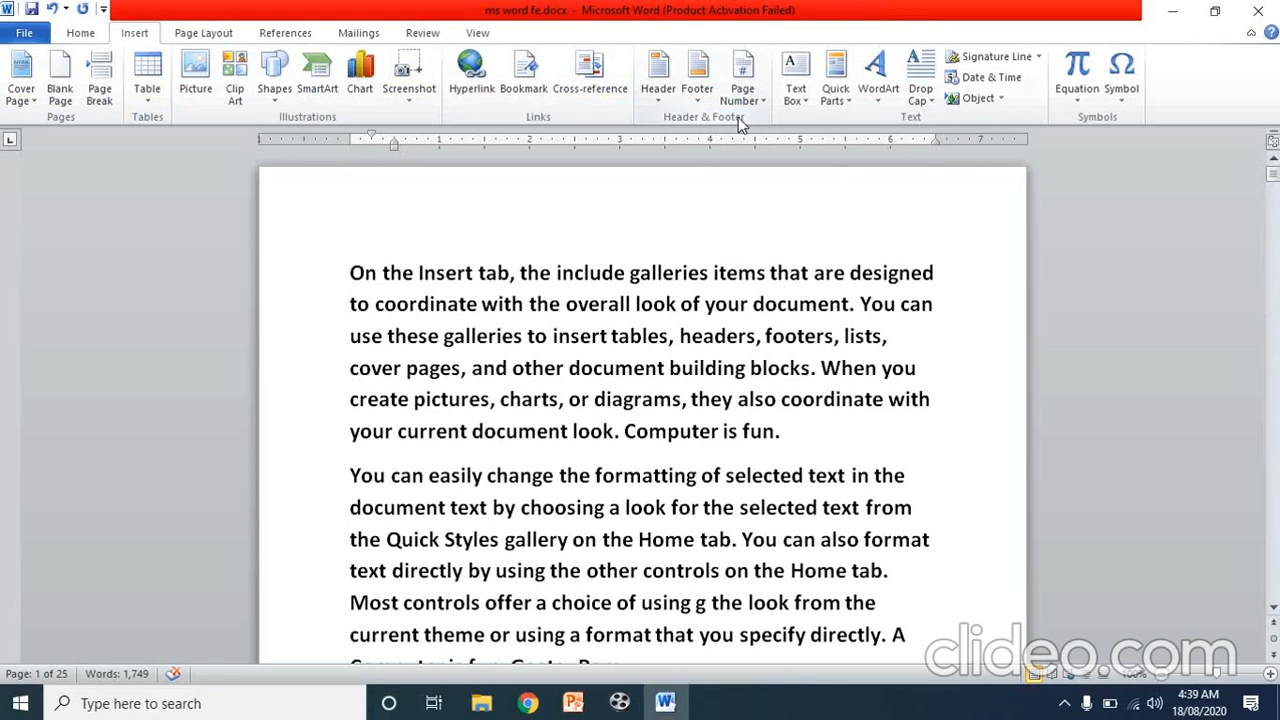 ms word fe.docx - Microsoft Word (Product Activation Failed)
File Home Insert Page Layout References Mailings Review View
Cover Page Blank Page Page Break Table Picture Clip Art Shapes SmartArt Chart Screenshot Hyperlink Bookmark Cross-reference Header Footer Page Number Text Box Quick Parts WordArt Drop Cap Signature Line Date & Time Object Equation Symbol
Pages Tables Illustrations Links Header & Footer Text Symbols
1 1 2 3 4 5 6 7
On the Insert tab, the include galleries items that are designed
to coordinate with the overall look of your document. You can
use these galleries to insert tables, headers, footers, lists,
cover pages, and other document building blocks. When you
create pictures, charts, or diagrams, they also coordinate with
your current document look. Computer is fun.
You can easily change the formatting of selected text in the
document text by choosing a look for the selected text from
the Quick Styles gallery on the Home tab. You can also format
text directly by using the other controls on the Home tab.
Most controls offer a choice of using g the look from the
current theme or using a format that you specify directly. A
clideo.com
Page: 1 of 25 Words: 1,749 100%
Type here to search
4:39 AM
18/08/2020